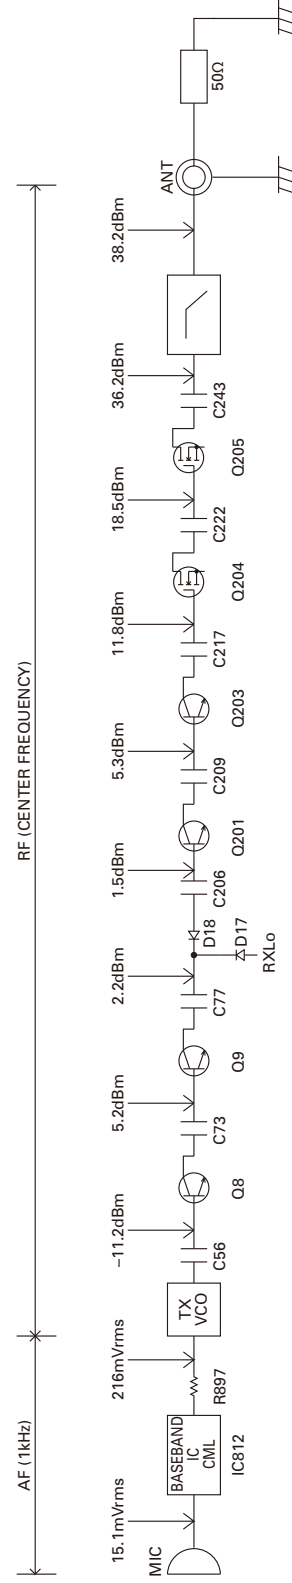 AF (1kHz)
RF (CENTER FREQUENCY)
15.1mVrms
216mVrms
−11.2dBm
5.2dBm
2.2dBm
1.5dBm
5.3dBm
11.8dBm
18.5dBm
36.2dBm
38.2dBm
MIC
BASEBAND
IC
CML
IC812
R897
TX
VCO
C56
Q8
C73
Q9
C77
D17
RXLo
D18
C206
Q201
C209
Q203
C217
Q204
C222
Q205
C243
ANT
50Ω